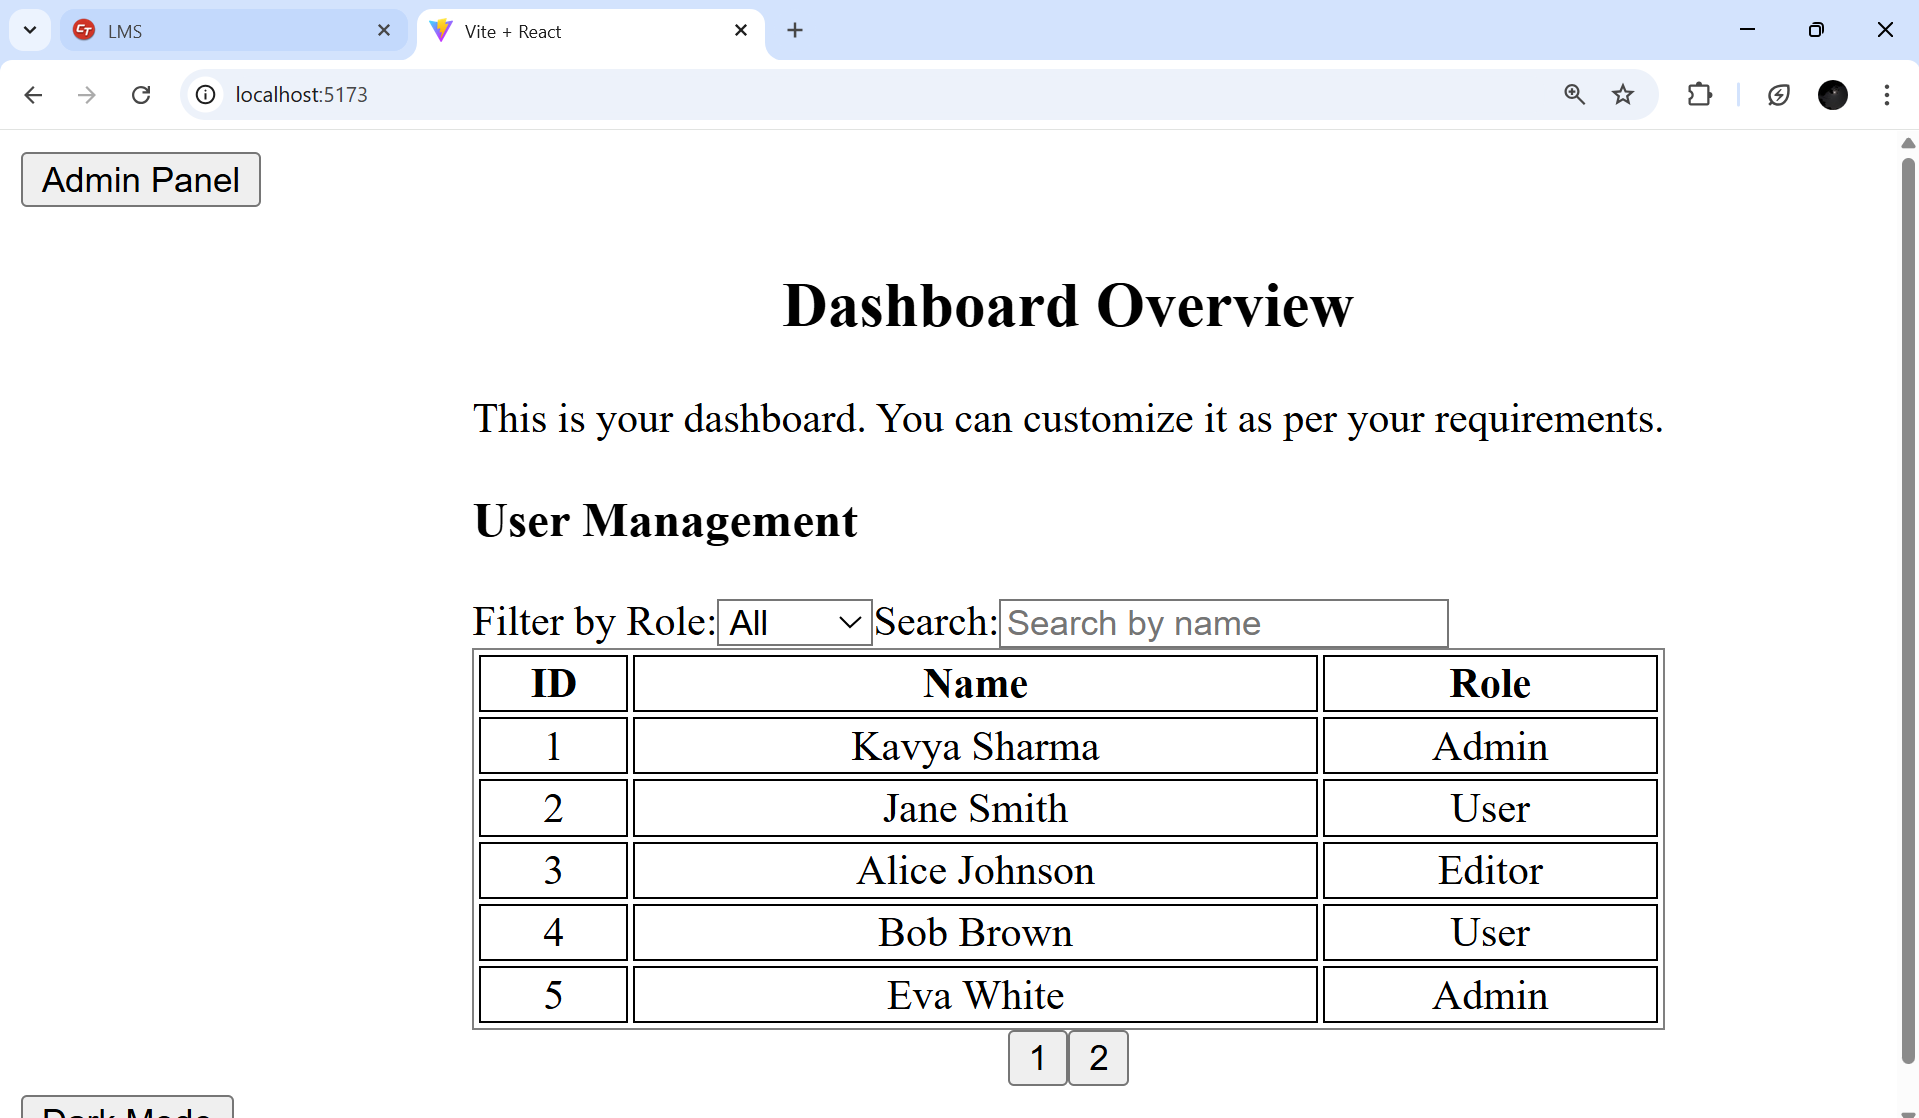 LMS
Vite + React
localhost:5173
Admin Panel
Dashboard Overview
This is your dashboard. You can customize it as per your requirements.
User Management
Filter by Role: All Search: Search by name
ID Name Role
1 Kavya Sharma Admin
2 Jane Smith User
3 Alice Johnson Editor
4 Bob Brown User
5 Eva White Admin
1 2
Dark Mode